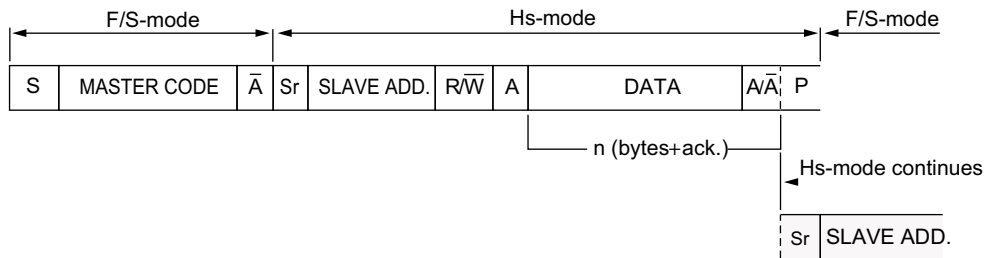 F/S-mode Hs-mode F/S-mode
S MASTER CODE A̅ Sr SLAVE ADD. R/W̅ A DATA A/A̅ P
n (bytes+ack.)
Hs-mode continues
Sr SLAVE ADD.